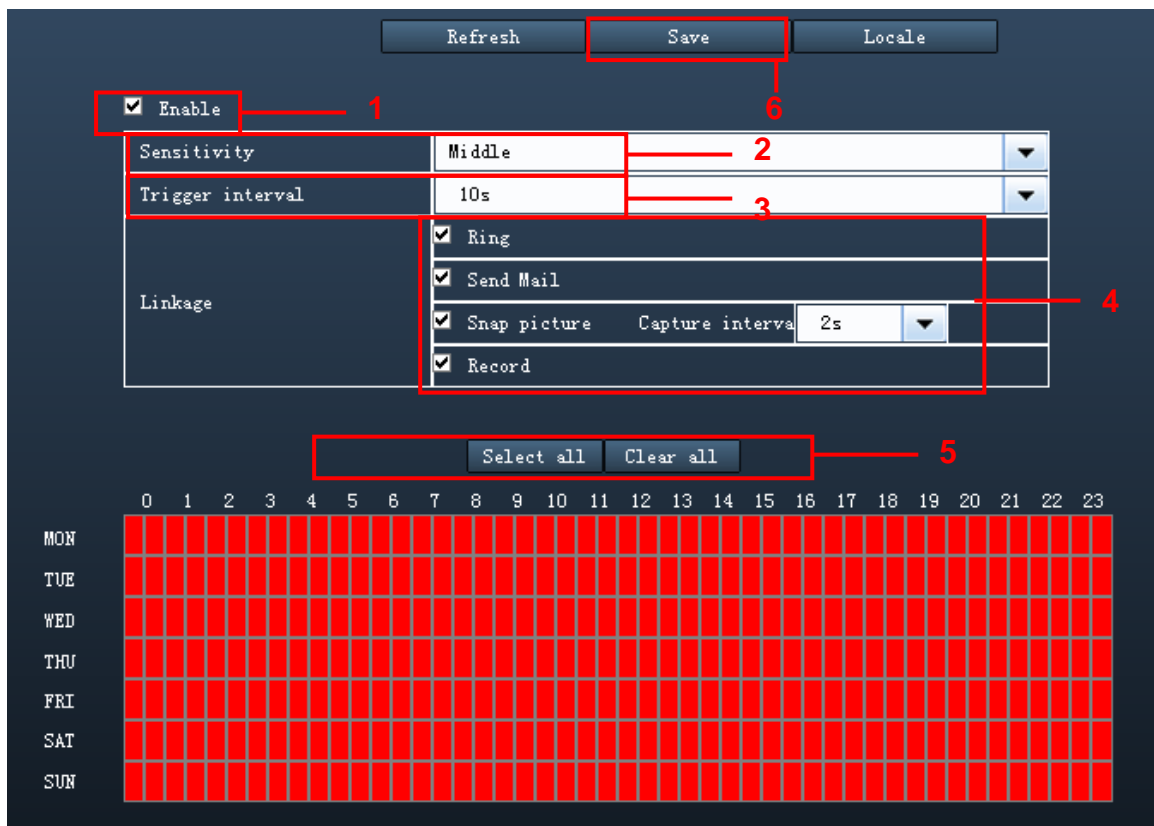 Refresh Save Locale
6
Enable 1
Sensitivity Middle 2
Trigger interval 10s 3
Linkage
Ring
Send Mail
4
Snap picture Capture interva 2s
Record
Select all Clear all 5
0 1 2 3 4 5 6 7 8 9 10 11 12 13 14 15 16 17 18 19 20 21 22 23
MON
TUE
WED
THU
FRI
SAT
SUN